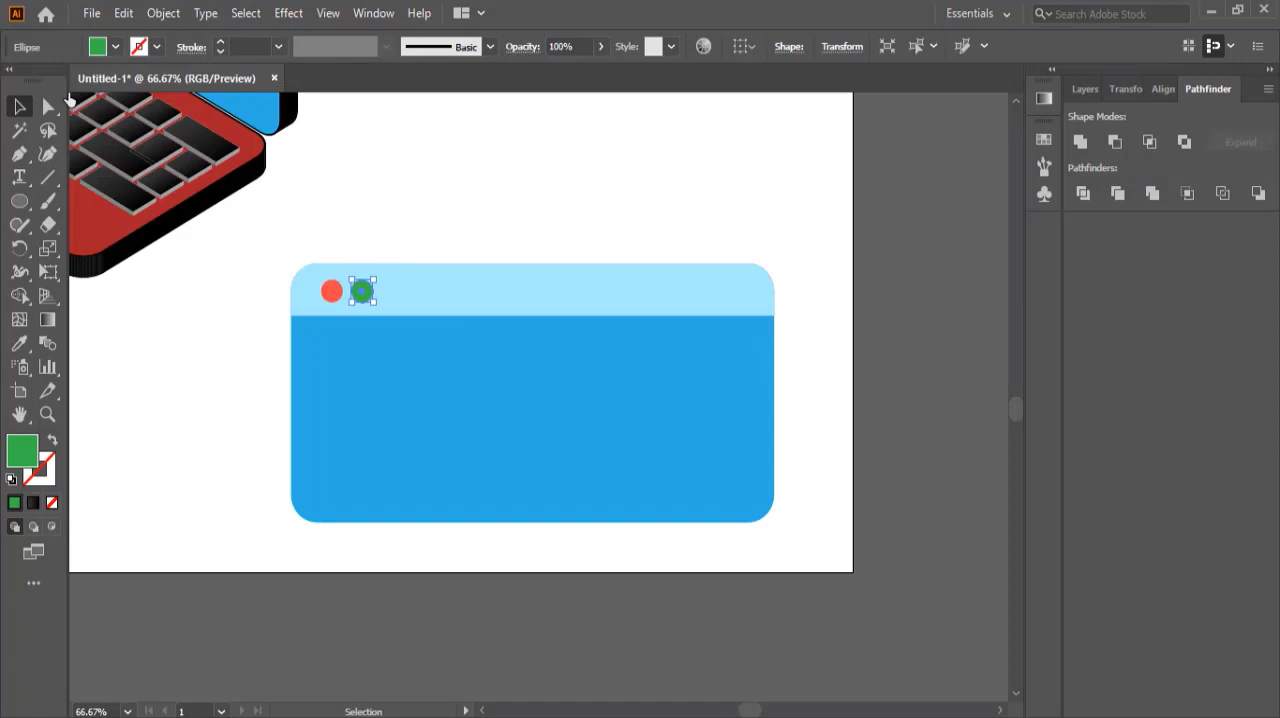 Ai File Edit Object Type Select Effect View Window Help Essentials Search Adobe Stock
Ellipse Stroke: Basic Opacity: 100% Style: Shape: Transform
Untitled-1* @ 66.67% (RGB/Preview)
Layers Transfo Align Pathfinder
Shape Modes:
Expand
Pathfinders:
66.67% 1 Selection